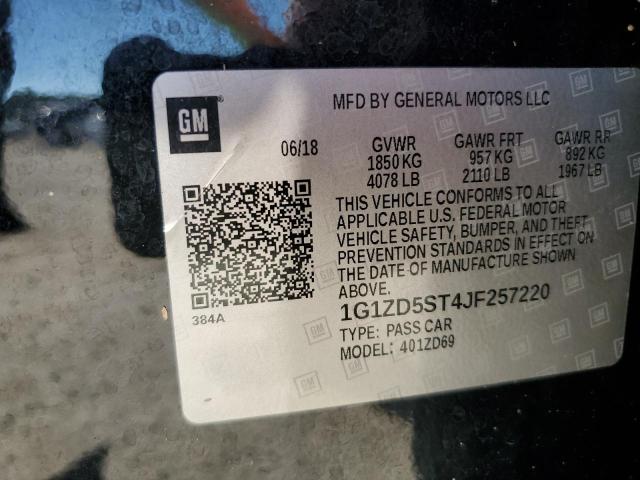 GM
MFD BY GENERAL MOTORS LLC
06/18 GVWR GAWR FRT GAWR RR
1850 KG 957 KG 892 KG
4078 LB 2110 LB 1967 LB
THIS VEHICLE CONFORMS TO ALL
APPLICABLE U.S. FEDERAL MOTOR
VEHICLE SAFETY, BUMPER, AND THEFT
PREVENTION STANDARDS IN EFFECT ON
THE DATE OF MANUFACTURE SHOWN
ABOVE.
384A
1G1ZD5ST4JF257220
TYPE: PASS CAR
MODEL: 401ZD69